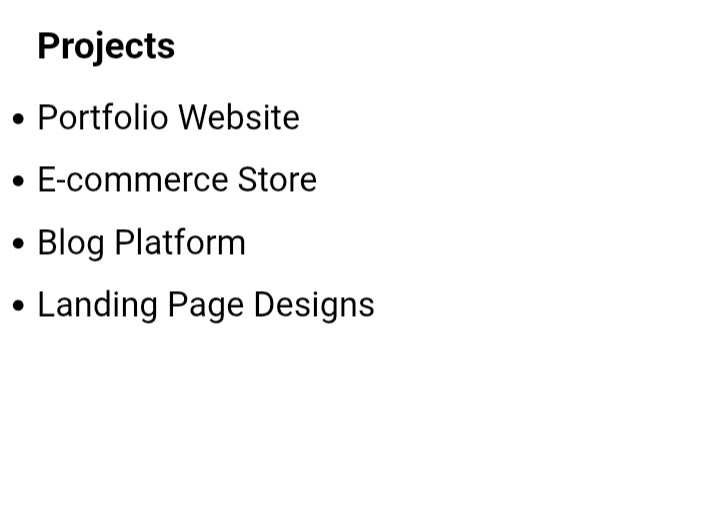 Projects
• Portfolio Website
• E-commerce Store
• Blog Platform
• Landing Page Designs